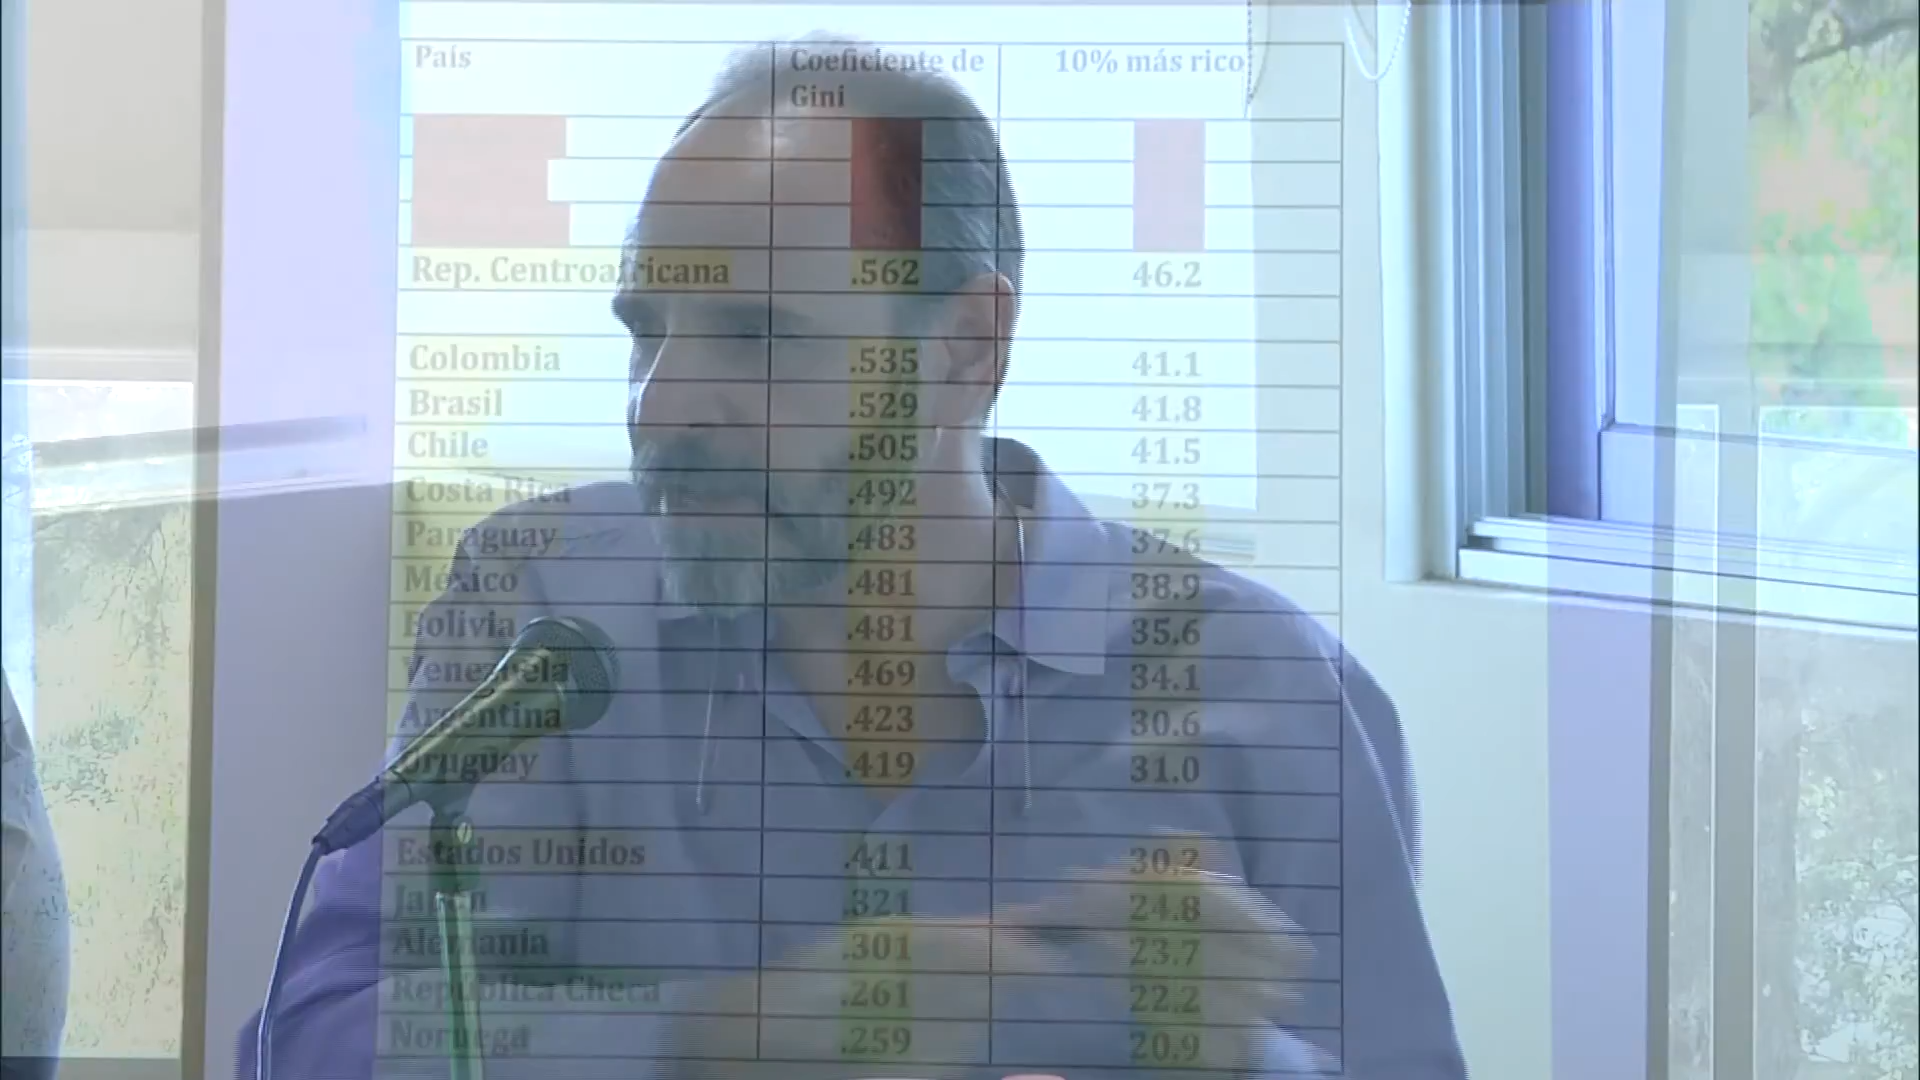 País Coeficiente de 10% más rico
Gini
Rep. Centroafricana .562 46.2
Colombia .535 41.1
Brasil .529 41.8
Chile .505 41.5
Costa Rica .492 37.3
Paraguay .483 37.6
México .481 38.9
Bolivia .481 35.6
Venezuela .469 34.1
Argentina .423 30.6
Uruguay .419 31.0
Estados Unidos .411 30.2
Japón .321 24.8
Alemania .301 23.7
República Checa .261 22.2
Noruega .259 20.9